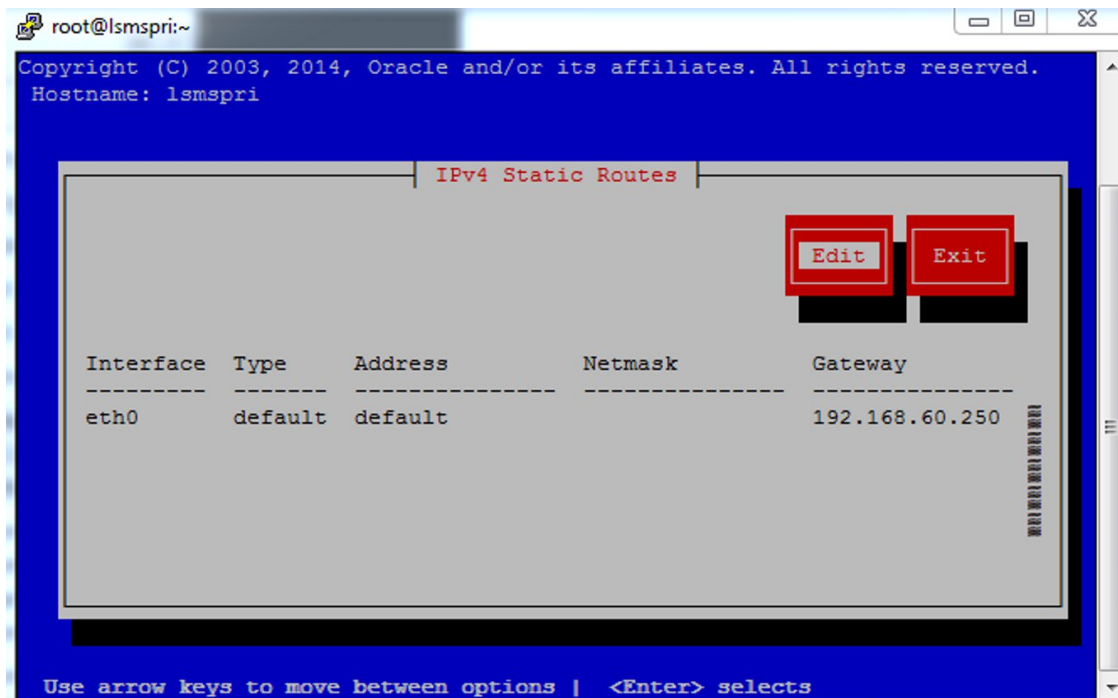 root@lsmspri:~
Copyright (C) 2003, 2014, Oracle and/or its affiliates. All rights reserved.
Hostname: lsmspri
IPv4 Static Routes
Edit Exit
Interface Type Address Netmask Gateway
--------- ------- --------------- --------------- ---------------
eth0 default default 192.168.60.250
Use arrow keys to move between options | <Enter> selects